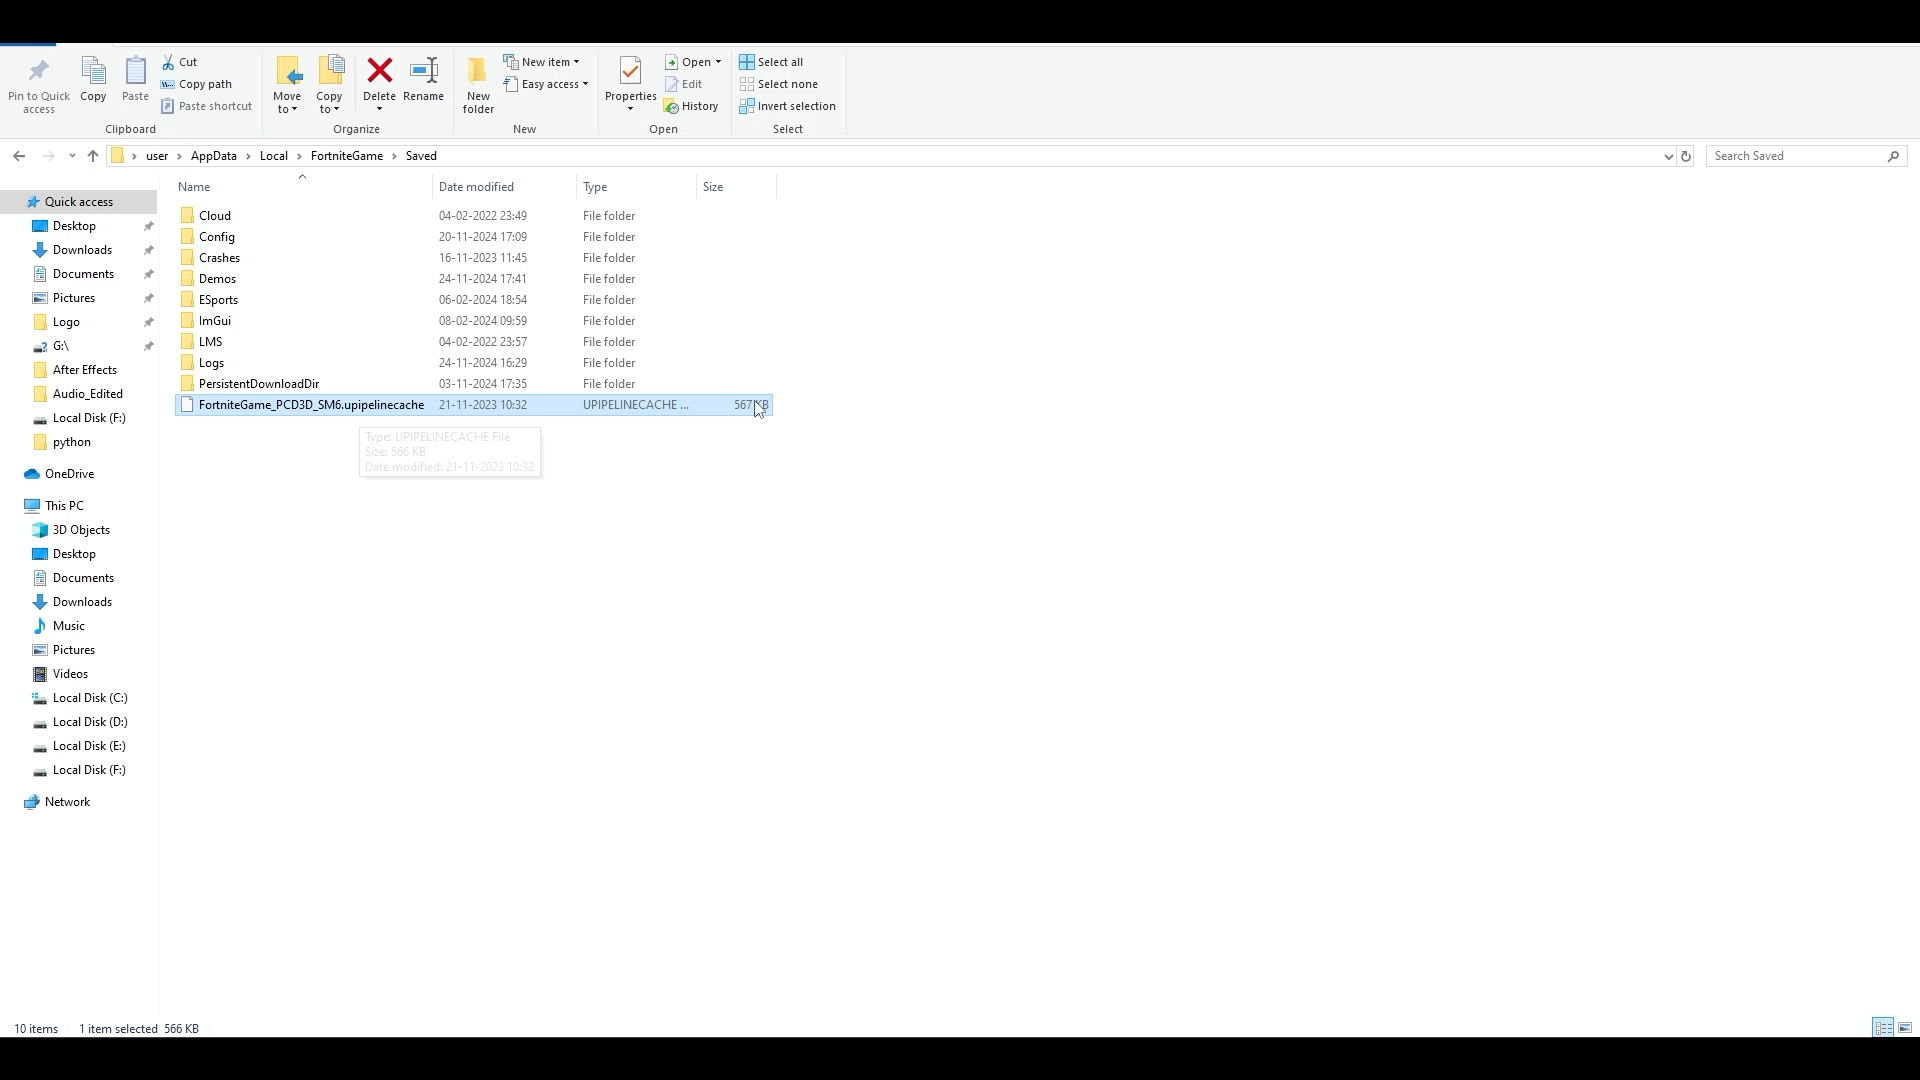 Pin to Quick access
Copy
Paste
Cut
Copy path
Paste shortcut
Clipboard
Move to
Copy to
Delete
Rename
Organize
New folder
New item
Easy access
New
Properties
Open
Edit
History
Open
Select all
Select none
Invert selection
Select
user > AppData > Local > FortniteGame > Saved
Search Saved
Name Date modified Type Size
Cloud 04-02-2022 23:49 File folder
Config 20-11-2024 17:09 File folder
Crashes 16-11-2023 11:45 File folder
Demos 24-11-2024 17:41 File folder
ESports 06-02-2024 18:54 File folder
ImGui 08-02-2024 09:59 File folder
LMS 04-02-2022 23:57 File folder
Logs 24-11-2024 16:29 File folder
PersistentDownloadDir 03-11-2024 17:35 File folder
FortniteGame_PCD3D_SM6.upipelinecache 21-11-2023 10:32 UPIPELINECACHE ... 567 KB
Type: UPIPELINECACHE File
Size: 566 KB
Date modified: 21-11-2023 10:32
Quick access
Desktop
Downloads
Documents
Pictures
Logo
G:\
After Effects
Audio_Edited
Local Disk (F:)
python
OneDrive
This PC
3D Objects
Desktop
Documents
Downloads
Music
Pictures
Videos
Local Disk (C:)
Local Disk (D:)
Local Disk (E:)
Local Disk (F:)
Network
10 items 1 item selected 566 KB